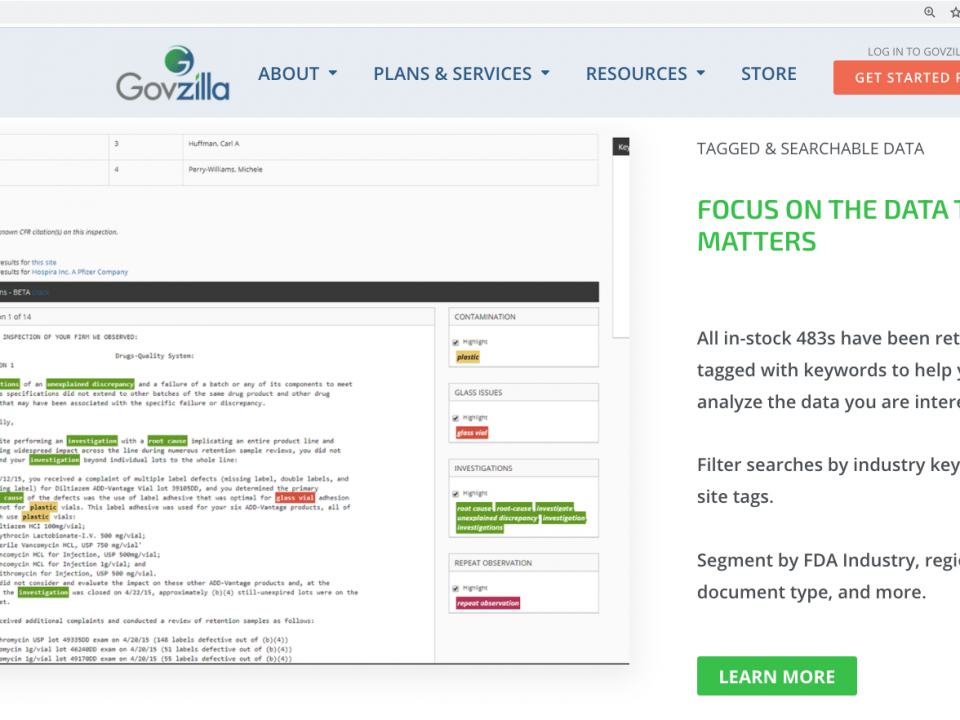 LOG IN TO GOVZIL
Govzilla
ABOUT
PLANS & SERVICES
RESOURCES
STORE
GET STARTED F
3 Huffman, Carl A
4 Perry-Williams, Michele
Key
nown CFR citation(s) on this inspection.
esults for this site
esults for Hospira Inc. A Pfizer Company
ns - BETA
on 1 of 14
INSPECTION OF YOUR FIRM WE OBSERVED:
Drugs-Quality System:
ON 1
tions of an unexplained discrepancy and a failure of a batch or any of its components to meet
s specifications did not extend to other batches of the same drug product and other drug
that may have been associated with the specific failure or discrepancy.
lly,
ite performing an investigation with a root cause implicating an entire product line and
ing widespread impact across the line during numerous retention sample reviews, you did not
nd your investigation beyond individual lots to the whole line:
/12/15, you received a complaint of multiple label defects (missing label, double labels, and
ing label) for Diltiazem ADD-Vantage Vial lot 39105DD, and you determined the primary
cause of the defects was the use of label adhesive that was optimal for glass vial adhesion
not for plastic vials. This label adhesive was used for your six ADD-Vantage products, all of
h use plastic vials:
ltiazem HCI 100mg/vial;
ythrocin Lactobionate-I.V. 500 mg/vial;
erile Vancomycin HCL, USP 750 mg/vial'
ncomycin HCL for Injection, USP 500mg/vial;
ncomycin HCL for Injection 1g/vial; and
ithromycin for Injection, USP 500 mg/vial.
did not consider and evaluate the impact on these other ADD-Vantage products and, at the
the investigation was closed on 4/22/15, approximately (b)(4) still-unexpired lots were on the
et.
ceived additional complaints and conducted a review of retention samples as follows:
hromycin USP lot 49335DD exam on 4/20/15 (148 labels defective out of (b)(4))
omycin 1g/vial lot 46240DD exam on 4/20/15 (51 labels defective out of (b)(4))
omycin 1g/vial lot 49170DD exam on 4/20/15 (55 labels defective out of (b)(4))
CONTAMINATION
Highlight
plastic
GLASS ISSUES
Highlight
glass vial
INVESTIGATIONS
Highlight
root cause root-cause investigate
unexplained discrepancy investigation
investigations
REPEAT OBSERVATION
Highlight
repeat observation
TAGGED & SEARCHABLE DATA
FOCUS ON THE DATA T
MATTERS
All in-stock 483s have been ret
tagged with keywords to help y
analyze the data you are intere
Filter searches by industry key
site tags.
Segment by FDA Industry, regi
document type, and more.
LEARN MORE